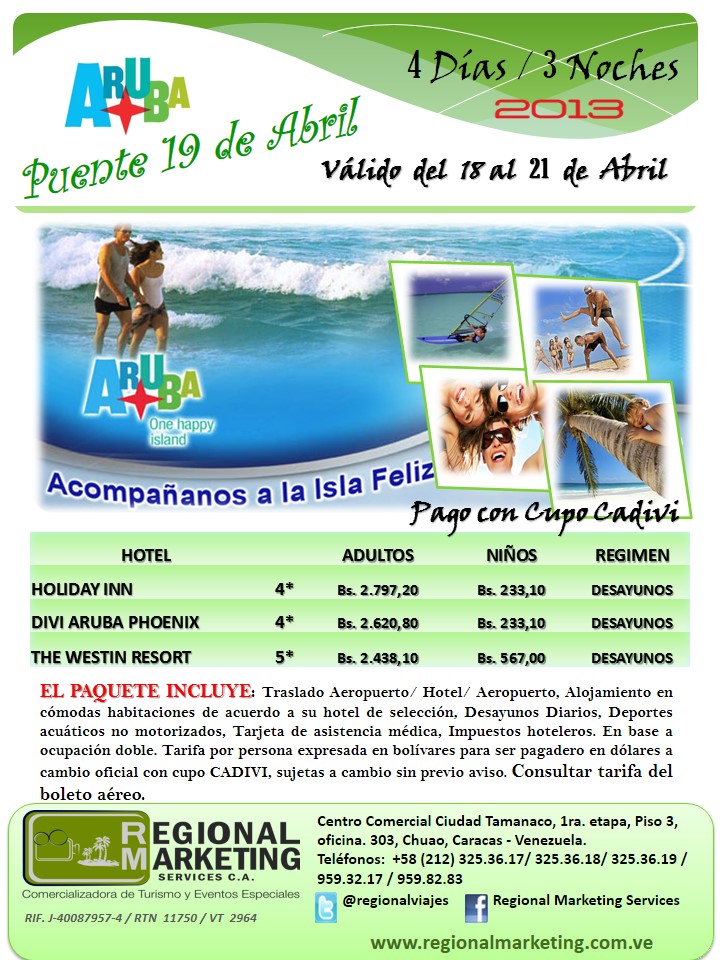 ARUBA
4 Días / 3 Noches
2013
Puente 19 de Abril
Válido del 18 al 21 de Abril
ARUBA
One happy
island
Acompañanos a la Isla Feliz
Pago con Cupo Cadivi
HOTEL ADULTOS NIÑOS REGIMEN
HOLIDAY INN 4* Bs. 2.797,20 Bs. 233,10 DESAYUNOS
DIVI ARUBA PHOENIX 4* Bs. 2.620,80 Bs. 233,10 DESAYUNOS
THE WESTIN RESORT 5* Bs. 2.438,10 Bs. 567,00 DESAYUNOS
EL PAQUETE INCLUYE: Traslado Aeropuerto/ Hotel/ Aeropuerto, Alojamiento en
cómodas habitaciones de acuerdo a su hotel de selección, Desayunos Diarios, Deportes
acuáticos no motorizados, Tarjeta de asistencia médica, Impuestos hoteleros. En base a
ocupación doble. Tarifa por persona expresada en bolívares para ser pagadero en dólares a
cambio oficial con cupo CADIVI, sujetas a cambio sin previo aviso. Consultar tarifa del
boleto aéreo.
REGIONAL
MARKETING
SERVICES C.A.
Comercializadora de Turismo y Eventos Especiales
RIF. J-40087957-4 / RTN 11750 / VT 2964
Centro Comercial Ciudad Tamanaco, 1ra. etapa, Piso 3,
oficina. 303, Chuao, Caracas - Venezuela.
Teléfonos: +58 (212) 325.36.17/ 325.36.18/ 325.36.19 /
959.32.17 / 959.82.83
@regionalviajes Regional Marketing Services
www.regionalmarketing.com.ve